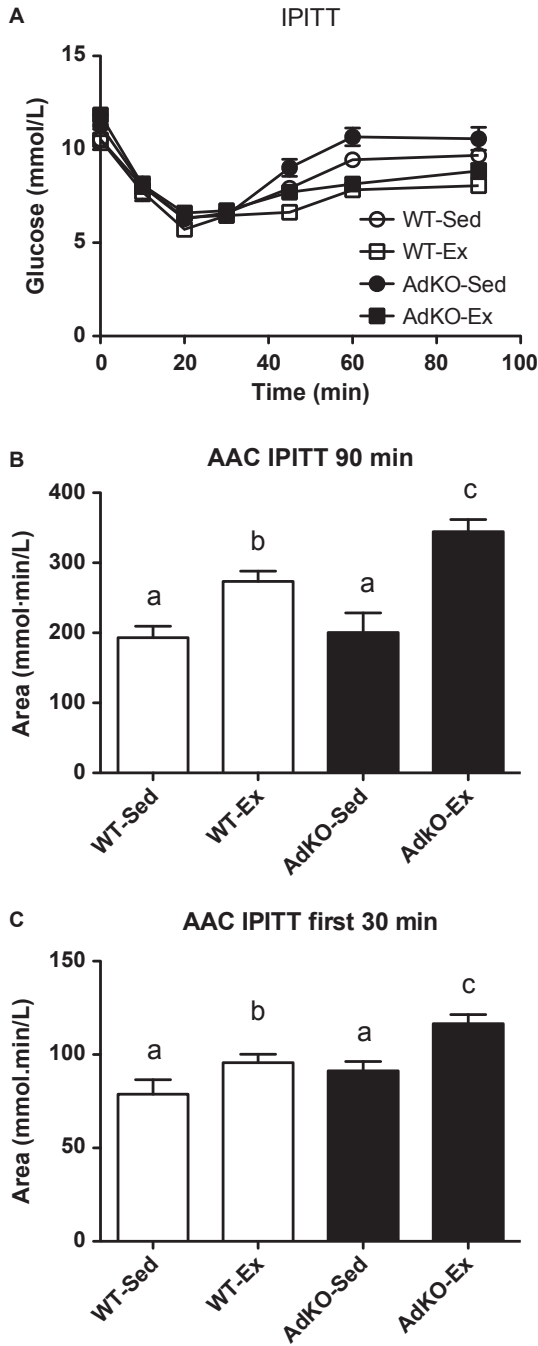 A
IPITT
15
10
5
0
Glucose (mmol/L)
WT-Sed
WT-Ex
AdKO-Sed
AdKO-Ex
0 20 40 60 80 100
Time (min)
B
AAC IPITT 90 min
400
300
200
100
0
Area (mmol·min/L)
a
b
a
c
WT-Sed
WT-Ex
AdKO-Sed
AdkO-Ex
C
AAC IPITT first 30 min
150
100
50
0
Area (mmol.min/L)
a
b
a
c
WT-Sed
WT-Ex
AdKO-Sed
AdKO-Ex